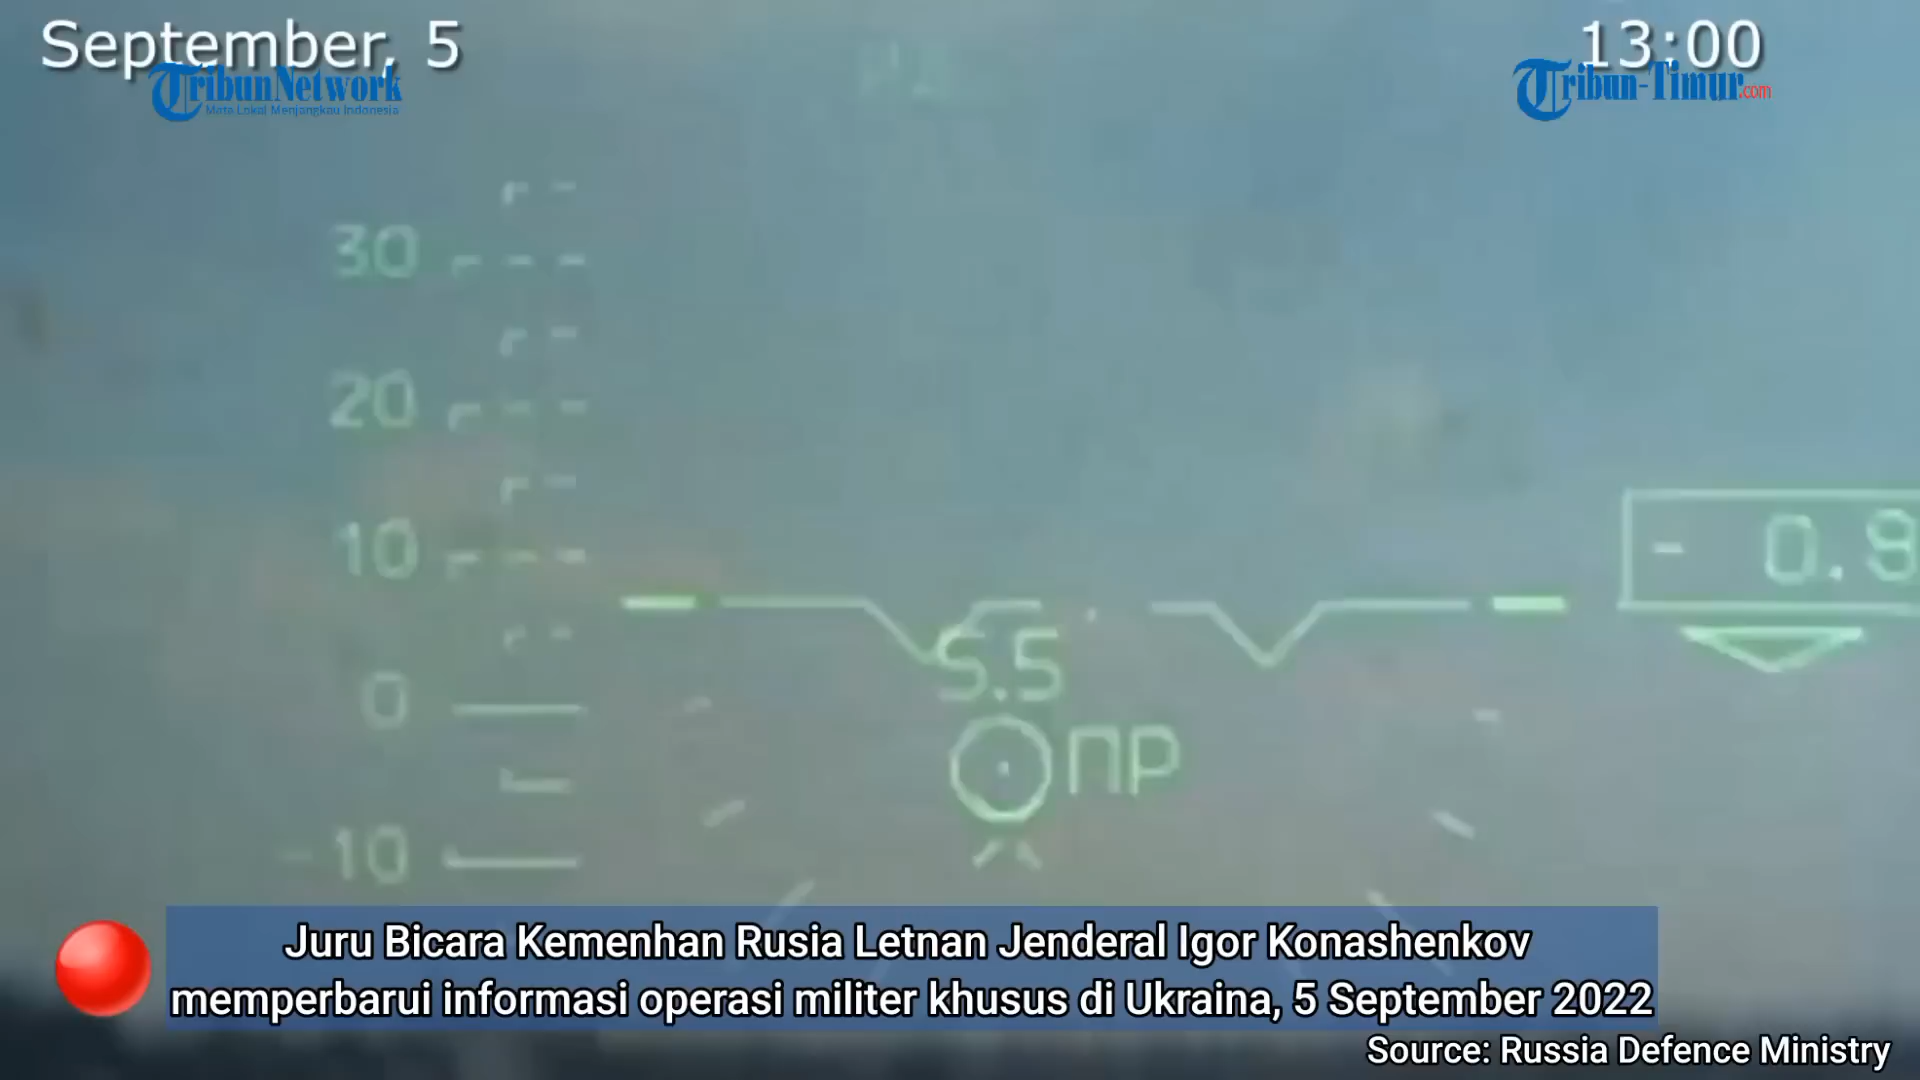 September, 5
13:00
TribunNetwork
Mata Lokal Menjangkau Indonesia
Tribun-Timur.com
30
20
10
0
-10
- 0.9
5.5
ПР
Juru Bicara Kemenhan Rusia Letnan Jenderal Igor Konashenkov
memperbarui informasi operasi militer khusus di Ukraina, 5 September 2022
Source: Russia Defence Ministry